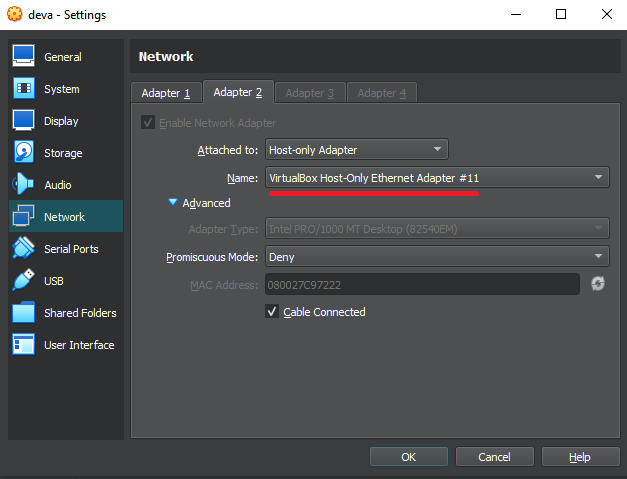 deva - Settings
General
System
Display
Storage
Audio
Network
Serial Ports
USB
Shared Folders
User Interface
Network
Adapter 1 Adapter 2 Adapter 3 Adapter 4
Enable Network Adapter
Attached to: Host-only Adapter
Name: VirtualBox Host-Only Ethernet Adapter #11
Advanced
Adapter Type: Intel PRO/1000 MT Desktop (82540EM)
Promiscuous Mode: Deny
MAC Address: 080027C97222
Cable Connected
OK Cancel Help